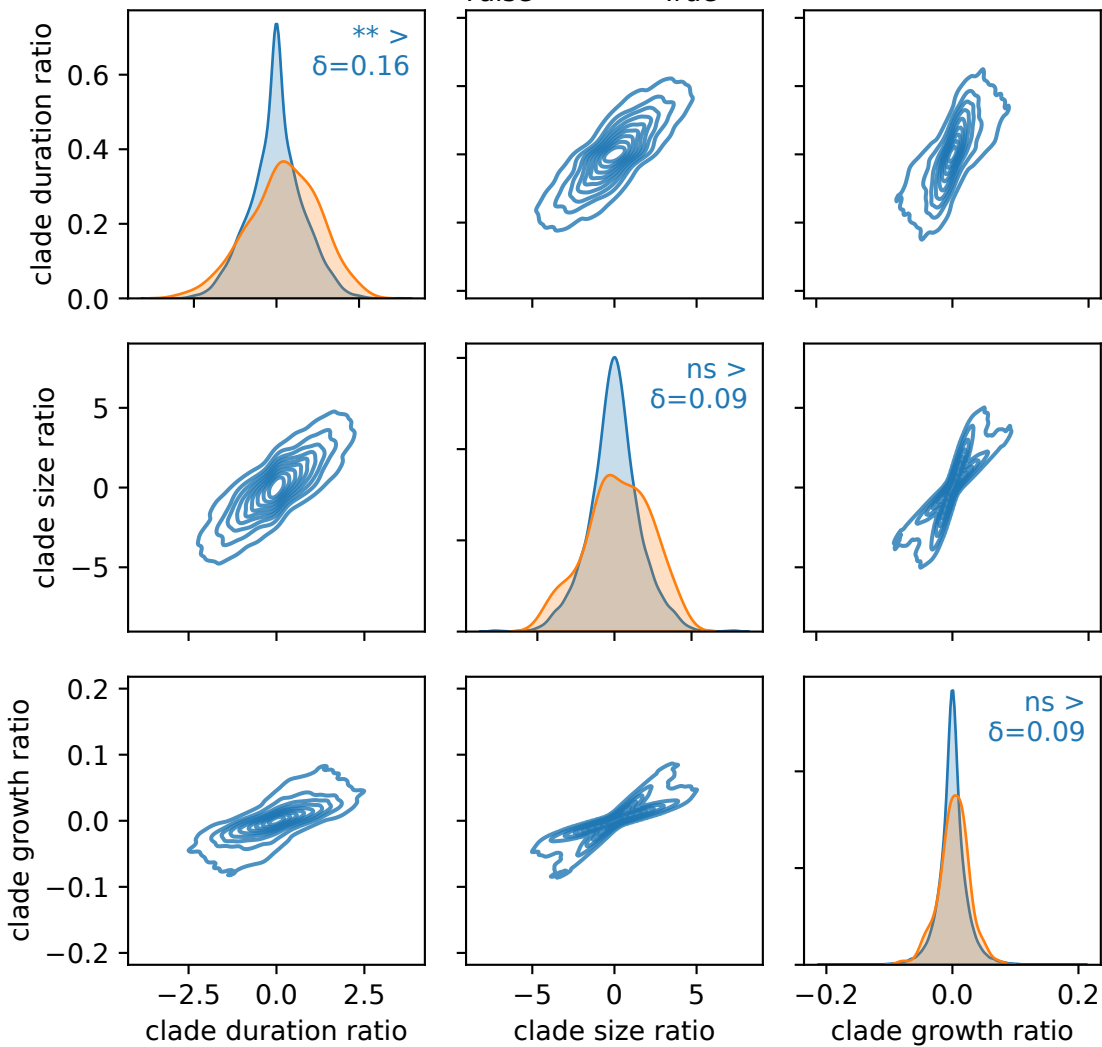 clade duration ratio
0.6
0.4
0.2
0.0
** >
δ=0.16
clade size ratio
5
0
−5
ns >
δ=0.09
clade growth ratio
0.2
0.1
0.0
−0.1
−0.2
ns >
δ=0.09
−2.5 0.0 2.5
−5 0 5
−0.2 0.0 0.2
clade duration ratio
clade size ratio
clade growth ratio